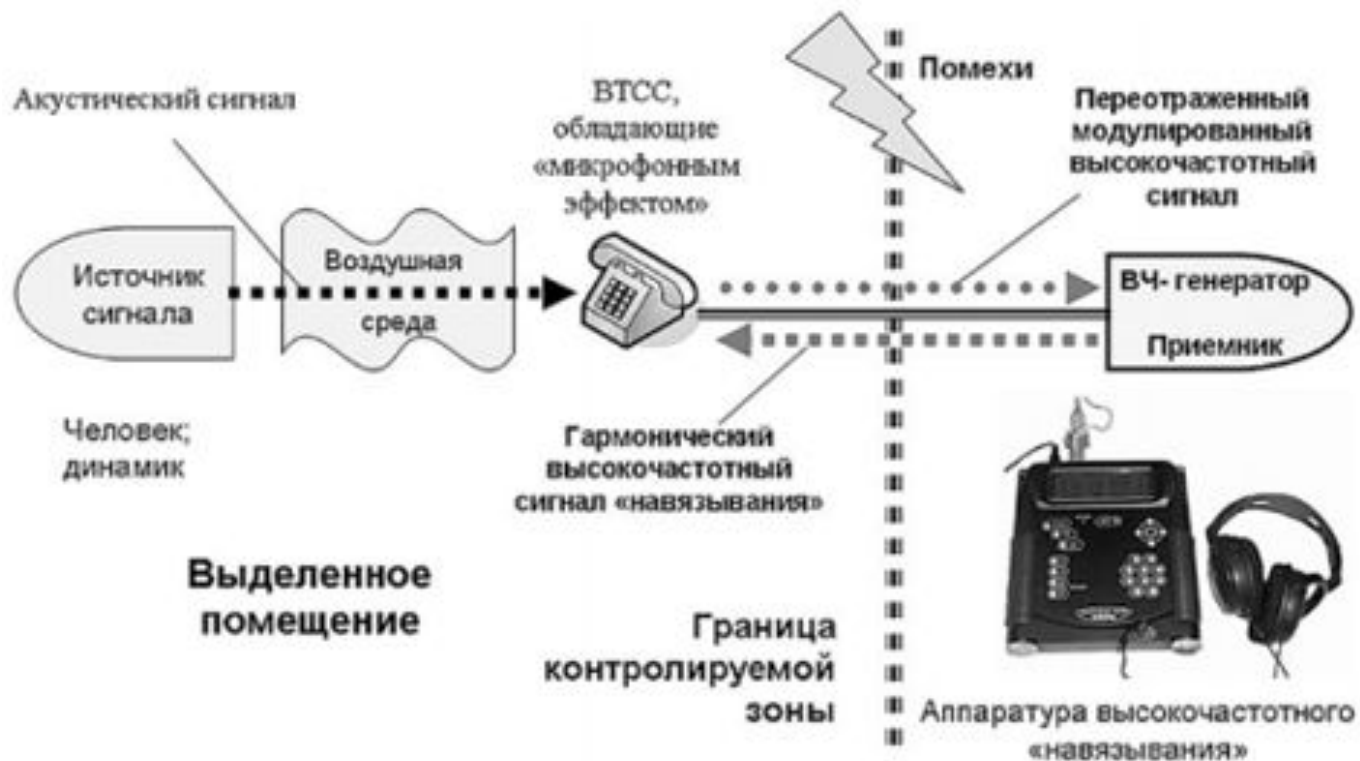 Акустический сигнал
ВТСС,
обладающие
«микрофонным
эффектом»
Помехи
Переотраженный
модулированный
высокочастотный
сигнал
Источник
сигнала
Воздушная
среда
ВЧ- генератор
Приемник
Человек;
динамик
Гармонический
высокочастотный
сигнал «навязывания»
Выделенное
помещение
Граница
контролируемой
зоны
Аппаратура высокочастотного
«навязывания»